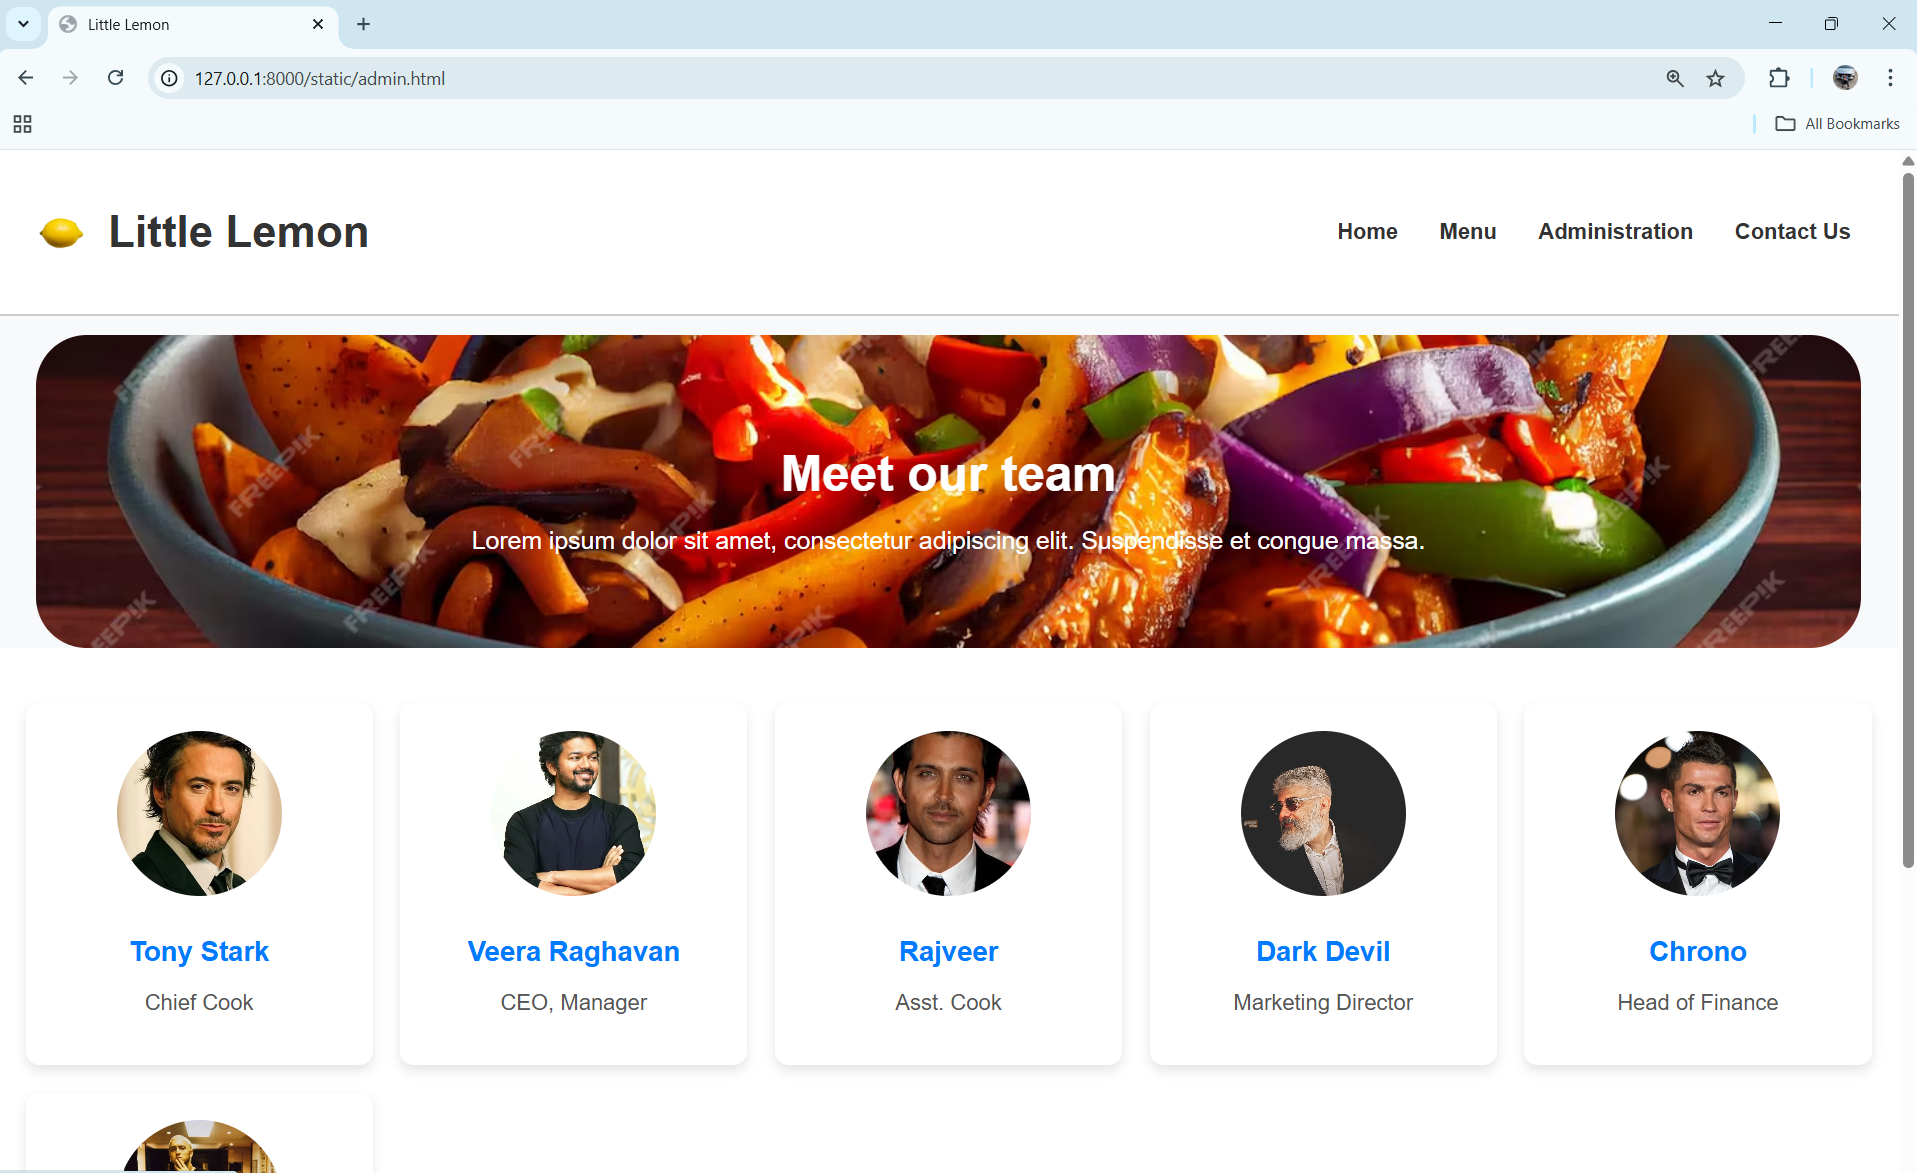 Little Lemon
127.0.0.1:8000/static/admin.html
All Bookmarks
Little Lemon
Home Menu Administration Contact Us
Meet our team
Lorem ipsum dolor sit amet, consectetur adipiscing elit. Suspendisse et congue massa.
FREEPIK
Tony Stark
Chief Cook
Veera Raghavan
CEO, Manager
Rajveer
Asst. Cook
Dark Devil
Marketing Director
Chrono
Head of Finance